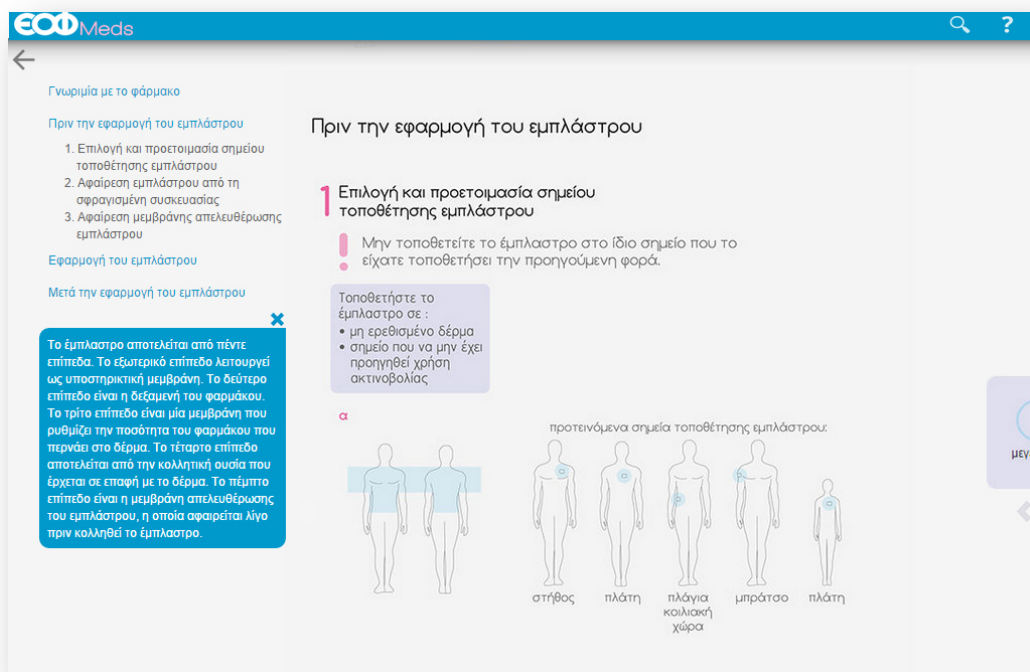 ΕΟΦ Meds
?
Γνωριμία με το φάρμακο
Πριν την εφαρμογή του εμπλάστρου
1. Επιλογή και προετοιμασία σημείου
τοποθέτησης εμπλάστρου
2. Αφαίρεση εμπλάστρου από τη
σφραγισμένη συσκευασίας
3. Αφαίρεση μεμβράνης απελευθέρωσης
εμπλάστρου
Εφαρμογή του εμπλάστρου
Μετά την εφαρμογή του εμπλάστρου
Το έμπλαστρο αποτελείται από πέντε
επίπεδα. Το εξωτερικό επίπεδο λειτουργεί
ως υποστηρικτική μεμβράνη. Το δεύτερο
επίπεδο είναι η δεξαμενή του φαρμάκου.
Το τρίτο επίπεδο είναι μία μεμβράνη που
ρυθμίζει την ποσότητα του φαρμάκου που
περνάει στο δέρμα. Το τέταρτο επίπεδο
αποτελείται από την κολλητική ουσία που
έρχεται σε επαφή με το δέρμα. Το πέμπτο
επίπεδο είναι η μεμβράνη απελευθέρωσης
του εμπλάστρου, η οποία αφαιρείται λίγο
πριν κολληθεί το έμπλαστρο.
Πριν την εφαρμογή του εμπλάστρου
1 Επιλογή και προετοιμασία σημείου
τοποθέτησης εμπλάστρου
! Μην τοποθετείτε το έμπλαστρο στο ίδιο σημείο που το
είχατε τοποθετήσει την προηγούμενη φορά.
Τοποθετήστε το
έμπλαστρο σε :
• μη ερεθισμένο δέρμα
• σημείο που να μην έχει
προηγηθεί χρήση
ακτινοβολίας
α
προτεινόμενα σημεία τοποθέτησης εμπλάστρου:
στήθος
πλάτη
πλάγια
κοιλιακή
χώρα
μπράτσο
πλάτη